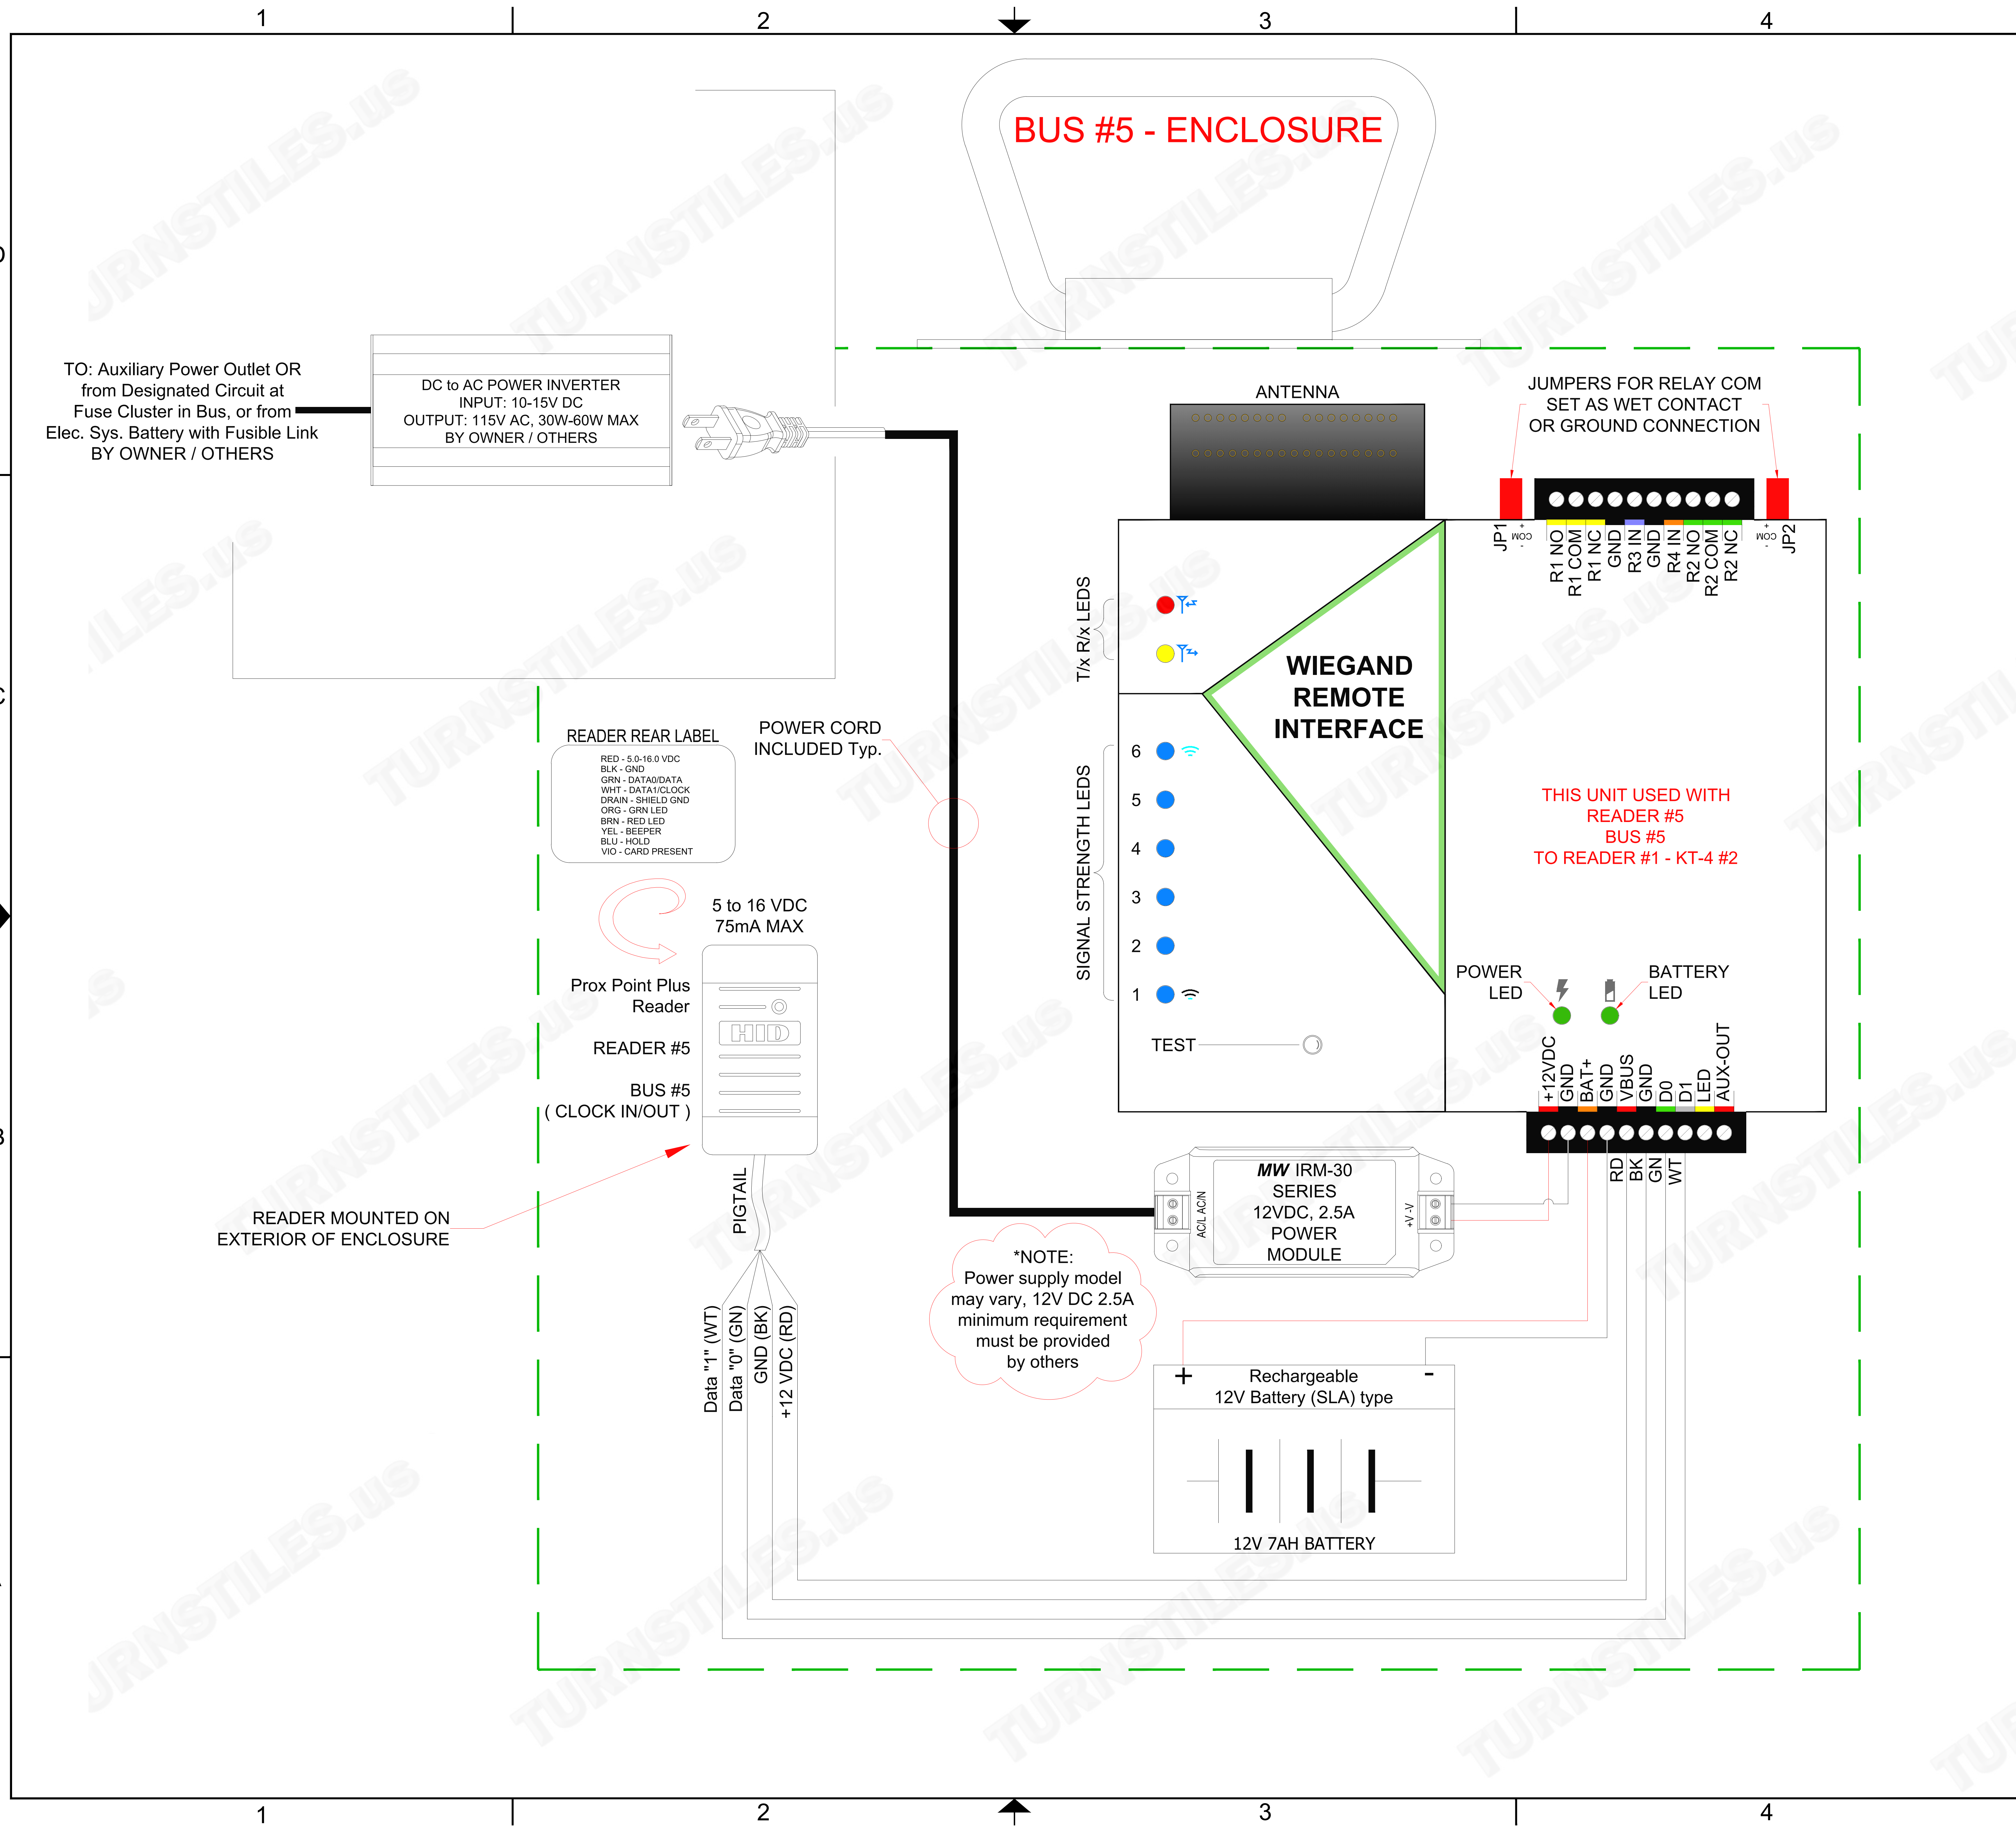 1
2
3
4
BUS #5 - ENCLOSURE
TO: Auxiliary Power Outlet OR
from Designated Circuit at
Fuse Cluster in Bus, or from
Elec. Sys. Battery with Fusible Link
BY OWNER / OTHERS
DC to AC POWER INVERTER
INPUT: 10-15V DC
OUTPUT: 115V AC, 30W-60W MAX
BY OWNER / OTHERS
ANTENNA
JUMPERS FOR RELAY COM
SET AS WET CONTACT
OR GROUND CONNECTION
JP1
+
COM
-
R1 NO
R1 COM
R1 NC
GND
R3 IN
GND
R4 IN
R2 NO
R2 COM
R2 NC
+
COM
-
JP2
T/x R/x LEDS
WIEGAND
REMOTE
INTERFACE
SIGNAL STRENGTH LEDS
6
5
4
3
2
1
TEST
THIS UNIT USED WITH
READER #5
BUS #5
TO READER #1 - KT-4 #2
POWER
LED
BATTERY
LED
+12VDC
GND
BAT+
GND
VBUS
GND
D0
D1
LED
AUX-OUT
RD
BK
GN
WT
READER REAR LABEL
RED - 5.0-16.0 VDC
BLK - GND
GRN - DATA0/DATA
WHT - DATA1/CLOCK
DRAIN - SHIELD GND
ORG - GRN LED
BRN - RED LED
YEL - BEEPER
BLU - HOLD
VIO - CARD PRESENT
POWER CORD
INCLUDED Typ.
5 to 16 VDC
75mA MAX
Prox Point Plus
Reader
READER #5
BUS #5
( CLOCK IN/OUT )
HID
READER MOUNTED ON
EXTERIOR OF ENCLOSURE
PIGTAIL
Data "1" (WT)
Data "0" (GN)
GND (BK)
+12 VDC (RD)
AC/L AC/N
MW IRM-30
SERIES
12VDC, 2.5A
POWER
MODULE
+V -V
*NOTE:
Power supply model
may vary, 12V DC 2.5A
minimum requirement
must be provided
by others
+
-
Rechargeable
12V Battery (SLA) type
12V 7AH BATTERY
1
2
3
4
TURNSTILES.us